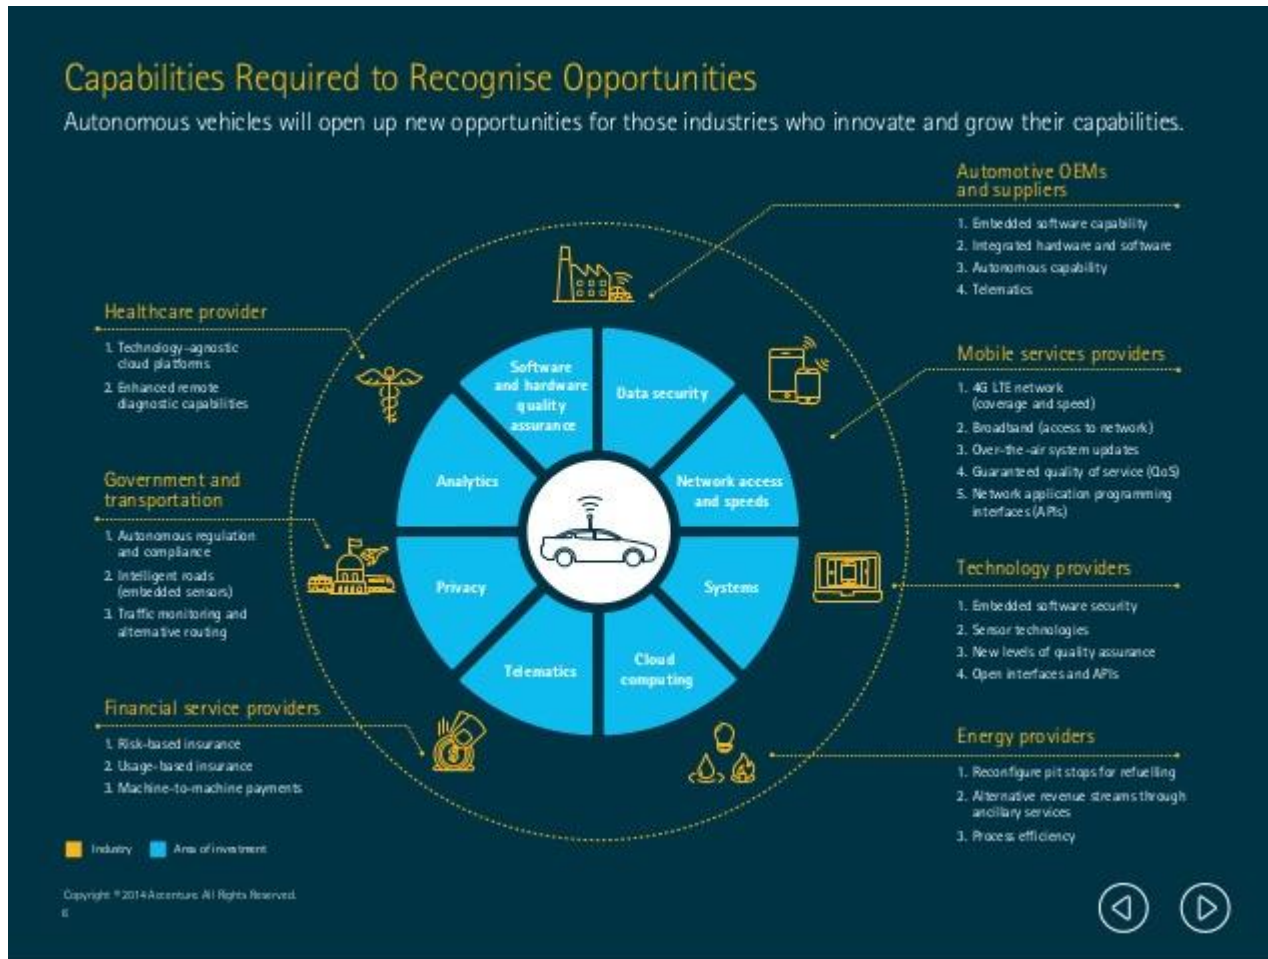 Capabilities Required to Recognise Opportunities
Autonomous vehicles will open up new opportunities for those industries who innovate and grow their capabilities.
Automotive OEMs
and suppliers
1. Embedded software capability
2. Integrated hardware and software
3. Autonomous capability
4. Telematics
Healthcare provider
1. Technology-agnostic
cloud platforms
2. Enhanced remote
diagnostic capabilities
Mobile services providers
1. 4G LTE network
(coverage and speed)
2. Broadband (access to network)
3. Over-the-air system updates
4. Guaranteed quality of service (QoS)
5. Network application programming
interfaces (APIs)
Software
and hardware
quality
assurance
Data security
Analytics
Network access
and speeds
Privacy
Systems
Telematics
Cloud
computing
Government and
transportation
1. Autonomous regulation
and compliance
2. Intelligent roads
(embedded sensors)
3. Traffic monitoring and
alternative routing
Technology providers
1. Embedded software security
2. Sensor technologies
3. New levels of quality assurance
4. Open interfaces and APIs
Financial service providers
1. Risk-based insurance
2. Usage-based insurance
3. Machine-to-machine payments
Energy providers
1. Reconfigure pit stops for refuelling
2. Alternative revenue streams through
ancillary services
3. Process efficiency
Industry
Area of investment
Copyright © 2014 Accenture. All Rights Reserved.
6